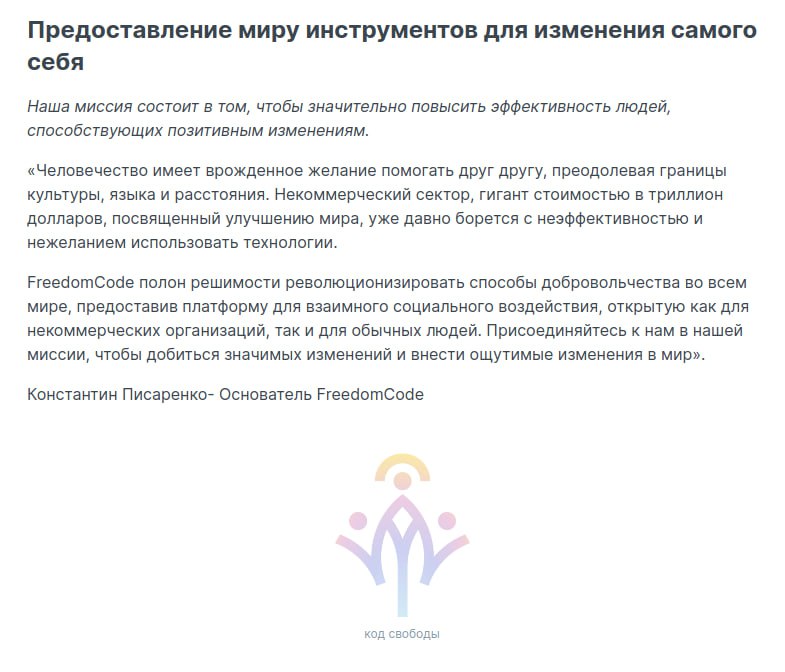 Предоставление миру инструментов для изменения самого
себя
Наша миссия состоит в том, чтобы значительно повысить эффективность людей,
способствующих позитивным изменениям.
«Человечество имеет врожденное желание помогать друг другу, преодолевая границы
культуры, языка и расстояния. Некоммерческий сектор, гигант стоимостью в триллион
долларов, посвященный улучшению мира, уже давно борется с неэффективностью и
нежеланием использовать технологии.
FreedomCode полон решимости революционизировать способы добровольчества во всем
мире, предоставив платформу для взаимного социального воздействия, открытую как для
некоммерческих организаций, так и для обычных людей. Присоединяйтесь к нам в нашей
миссии, чтобы добиться значимых изменений и внести ощутимые изменения в мир».
Константин Писаренко- Основатель FreedomCode
код свободы